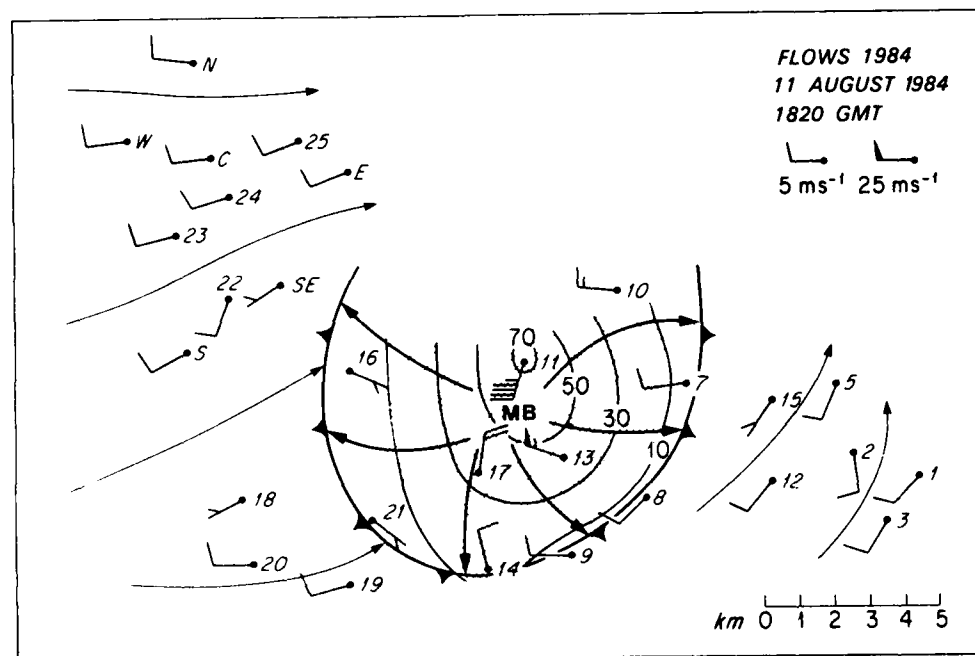 FLOWS 1984
11 AUGUST 1984
1820 GMT
5 ms⁻¹ 25 ms⁻¹
N
W
C
25
E
24
23
22
SE
S
10
70
11
16
50
7
MB
30
15
5
13
10
2
17
12
1
8
18
21
3
14
9
20
19
km 0 1 2 3 4 5